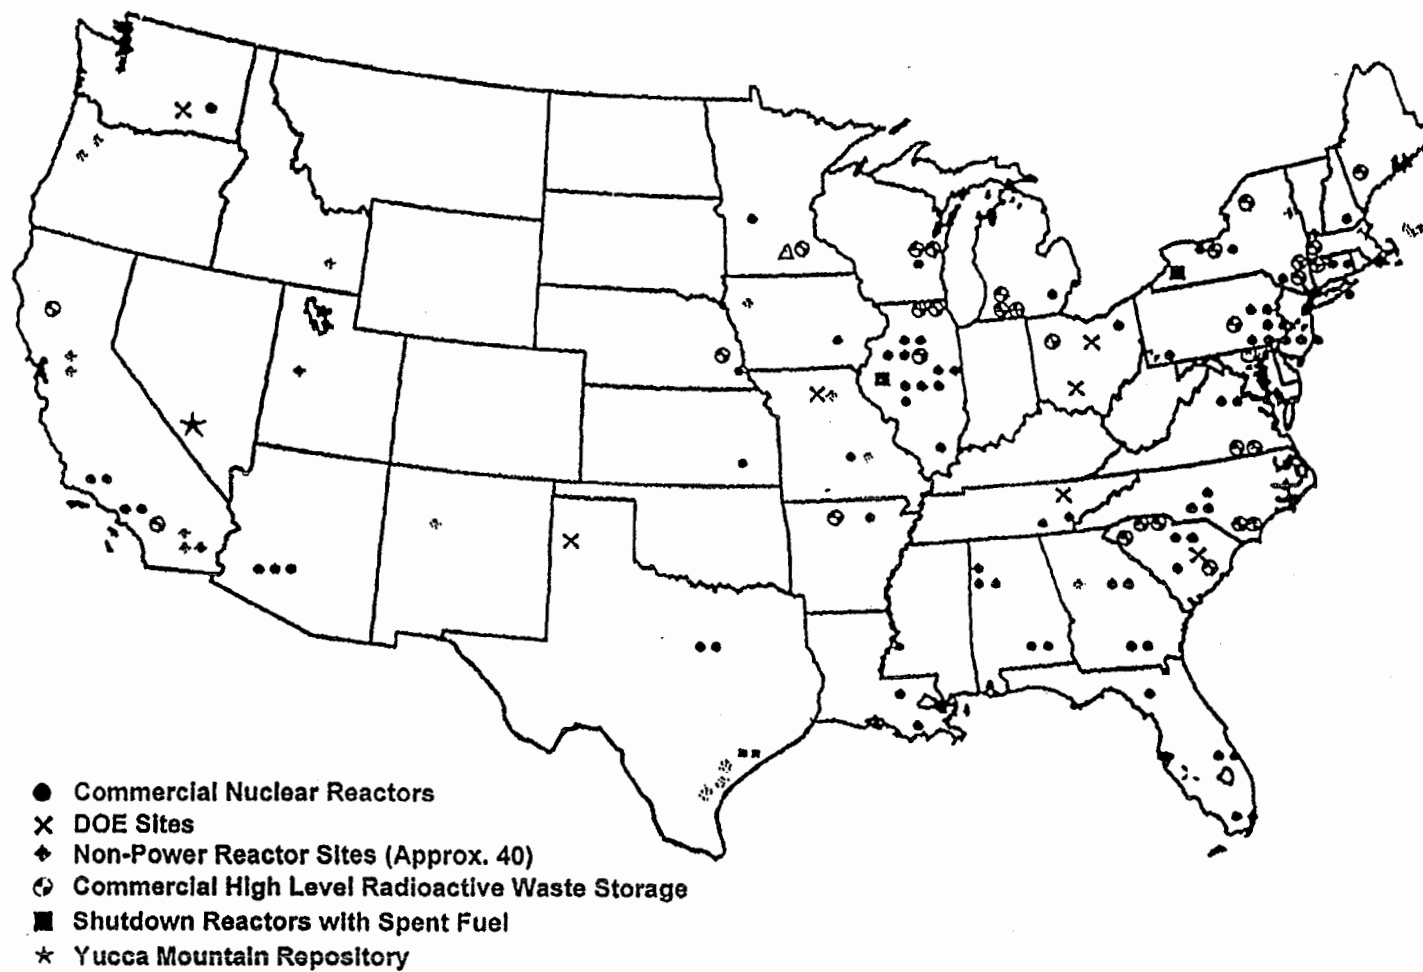 Commercial Nuclear Reactors
DOE Sites
Non-Power Reactor Sites (Approx. 40)
Commercial High Level Radioactive Waste Storage
Shutdown Reactors with Spent Fuel
Yucca Mountain Repository